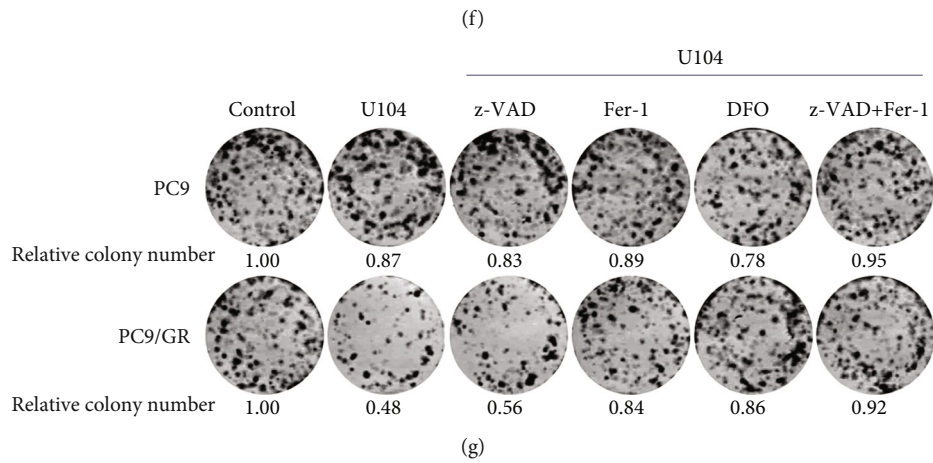 (f)
U104
Control U104 z-VAD Fer-1 DFO z-VAD+Fer-1
PC9
Relative colony number 1.00 0.87 0.83 0.89 0.78 0.95
PC9/GR
Relative colony number 1.00 0.48 0.56 0.84 0.86 0.92
(g)